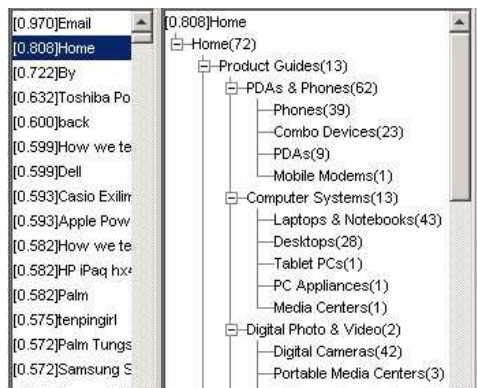 [0.970]Email
[0.808]Home
[0.722]By
[0.632]Toshiba Po
[0.600]back
[0.599]How we te
[0.599]Dell
[0.593]Casio Exilim
[0.593]Apple Pow
[0.582]How we te
[0.582]HP iPaq hx4
[0.582]Palm
[0.575]tenpingirl
[0.572]Palm Tungs
[0.572]Samsung S
[0.808]Home
Home(72)
Product Guides(13)
PDAs & Phones(62)
Phones(39)
Combo Devices(23)
PDAs(9)
Mobile Modems(1)
Computer Systems(13)
Laptops & Notebooks(43)
Desktops(28)
Tablet PCs(1)
PC Appliances(1)
Media Centers(1)
Digital Photo & Video(2)
Digital Cameras(42)
Portable Media Centers(3)